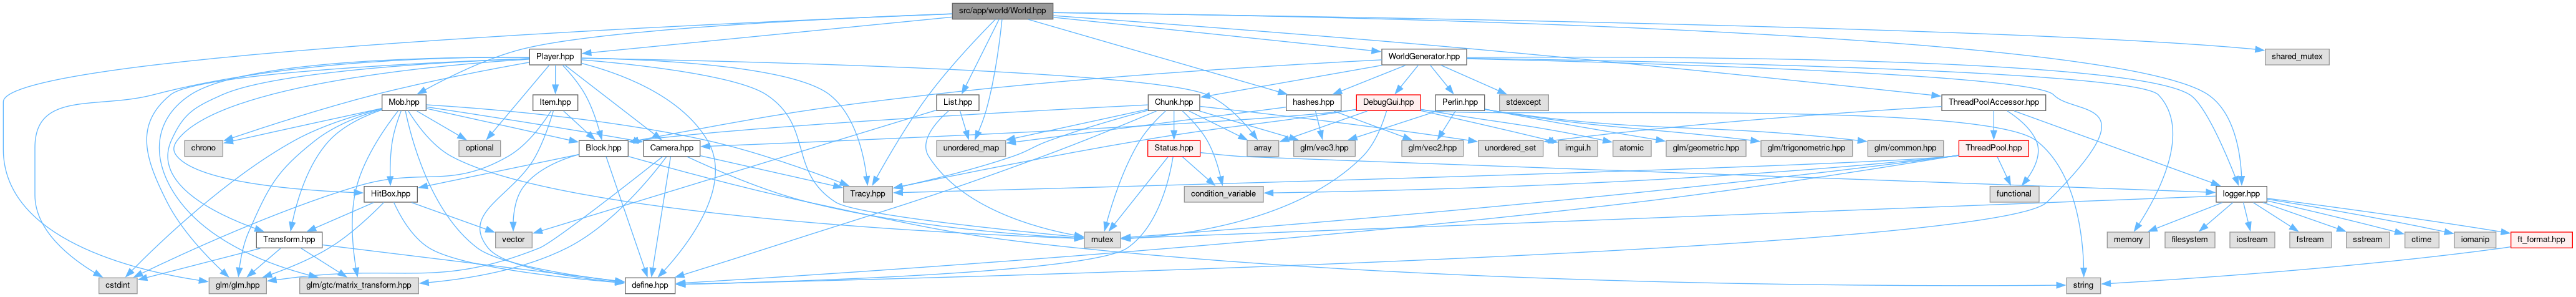 src/app/world/World.hpp
Player.hpp
WorldGenerator.hpp
shared_mutex
Mob.hpp
Item.hpp
List.hpp
Chunk.hpp
hashes.hpp
DebugGui.hpp
Perlin.hpp
stdexcept
ThreadPoolAccessor.hpp
chrono
optional
Block.hpp
Camera.hpp
unordered_map
Status.hpp
array
glm/vec3.hpp
glm/vec2.hpp
unordered_set
imgui.h
atomic
glm/geometric.hpp
glm/trigonometric.hpp
glm/common.hpp
ThreadPool.hpp
HitBox.hpp
Tracy.hpp
condition_variable
functional
logger.hpp
Transform.hpp
vector
mutex
memory
filesystem
iostream
fstream
sstream
ctime
iomanip
ft_format.hpp
cstdint
glm/glm.hpp
glm/gtc/matrix_transform.hpp
define.hpp
string